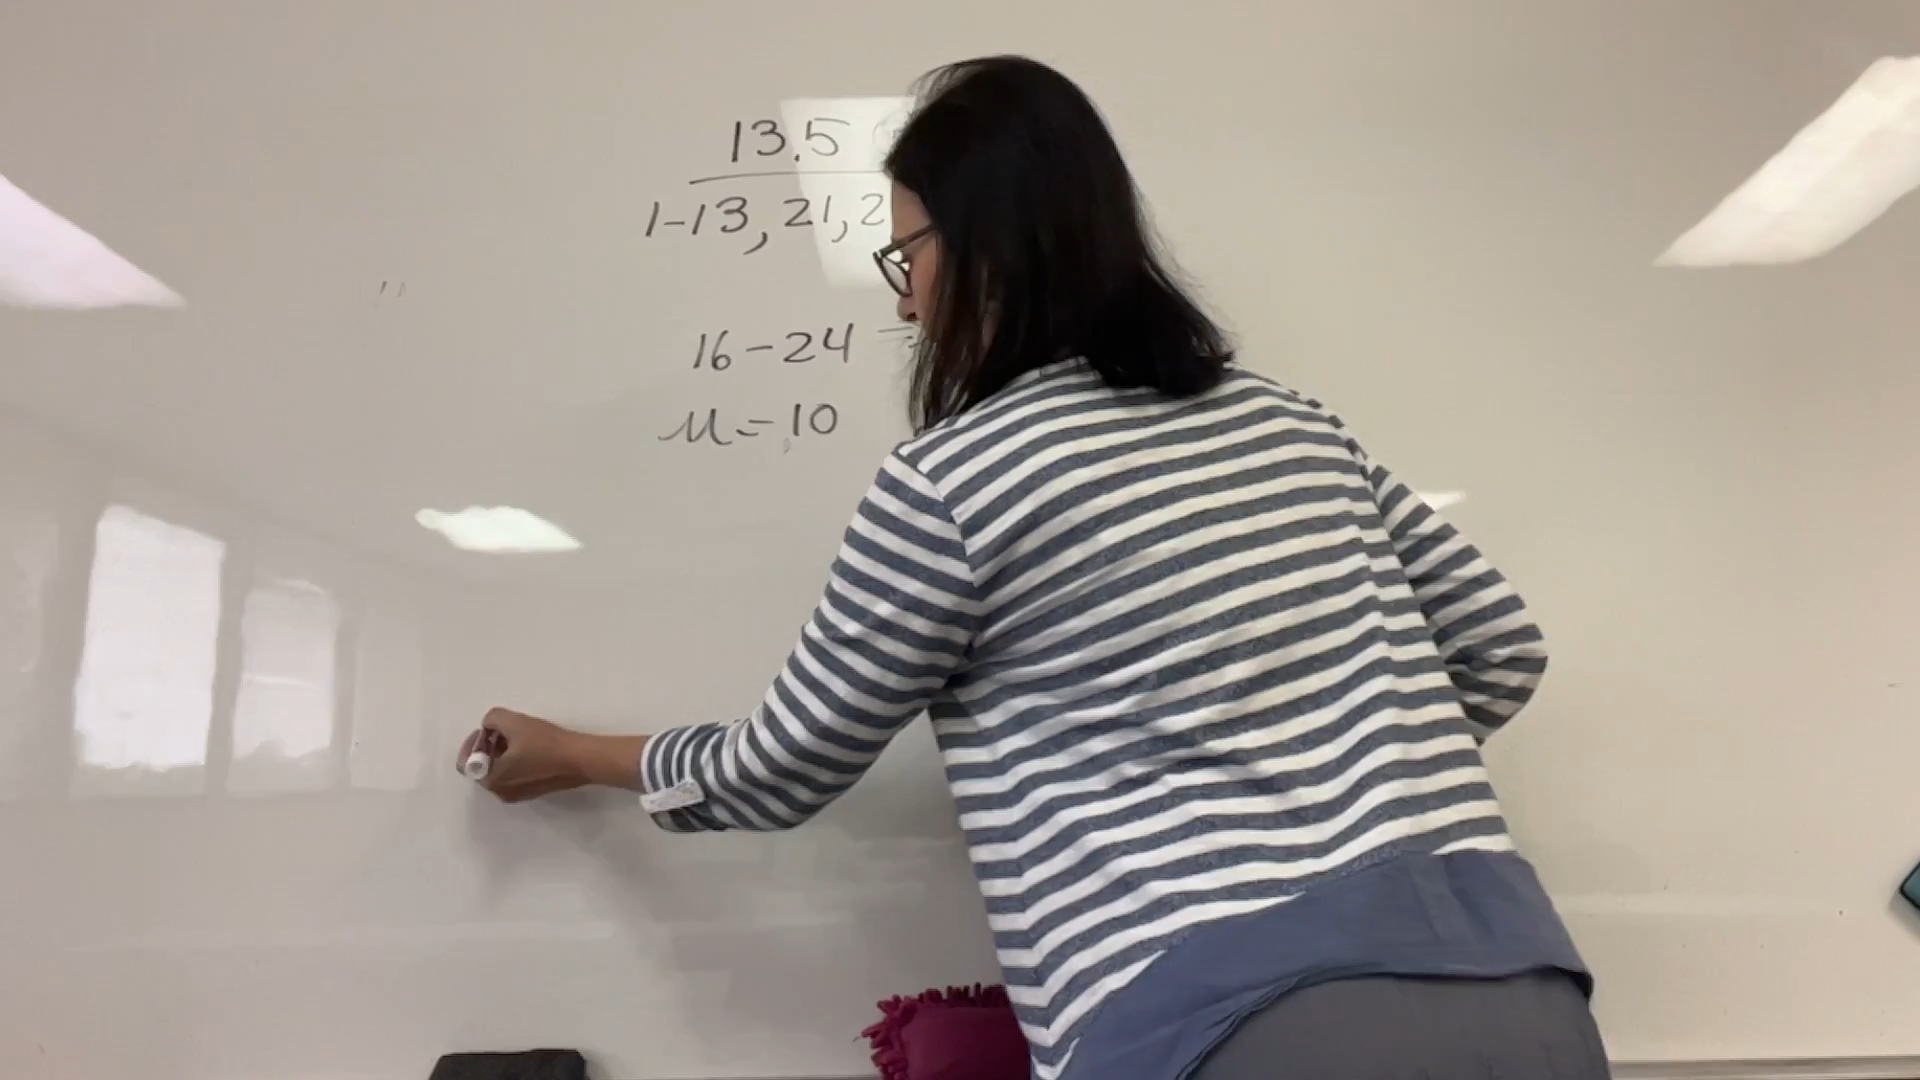 13.5
1-13, 21, 2
16-24 =
M=10